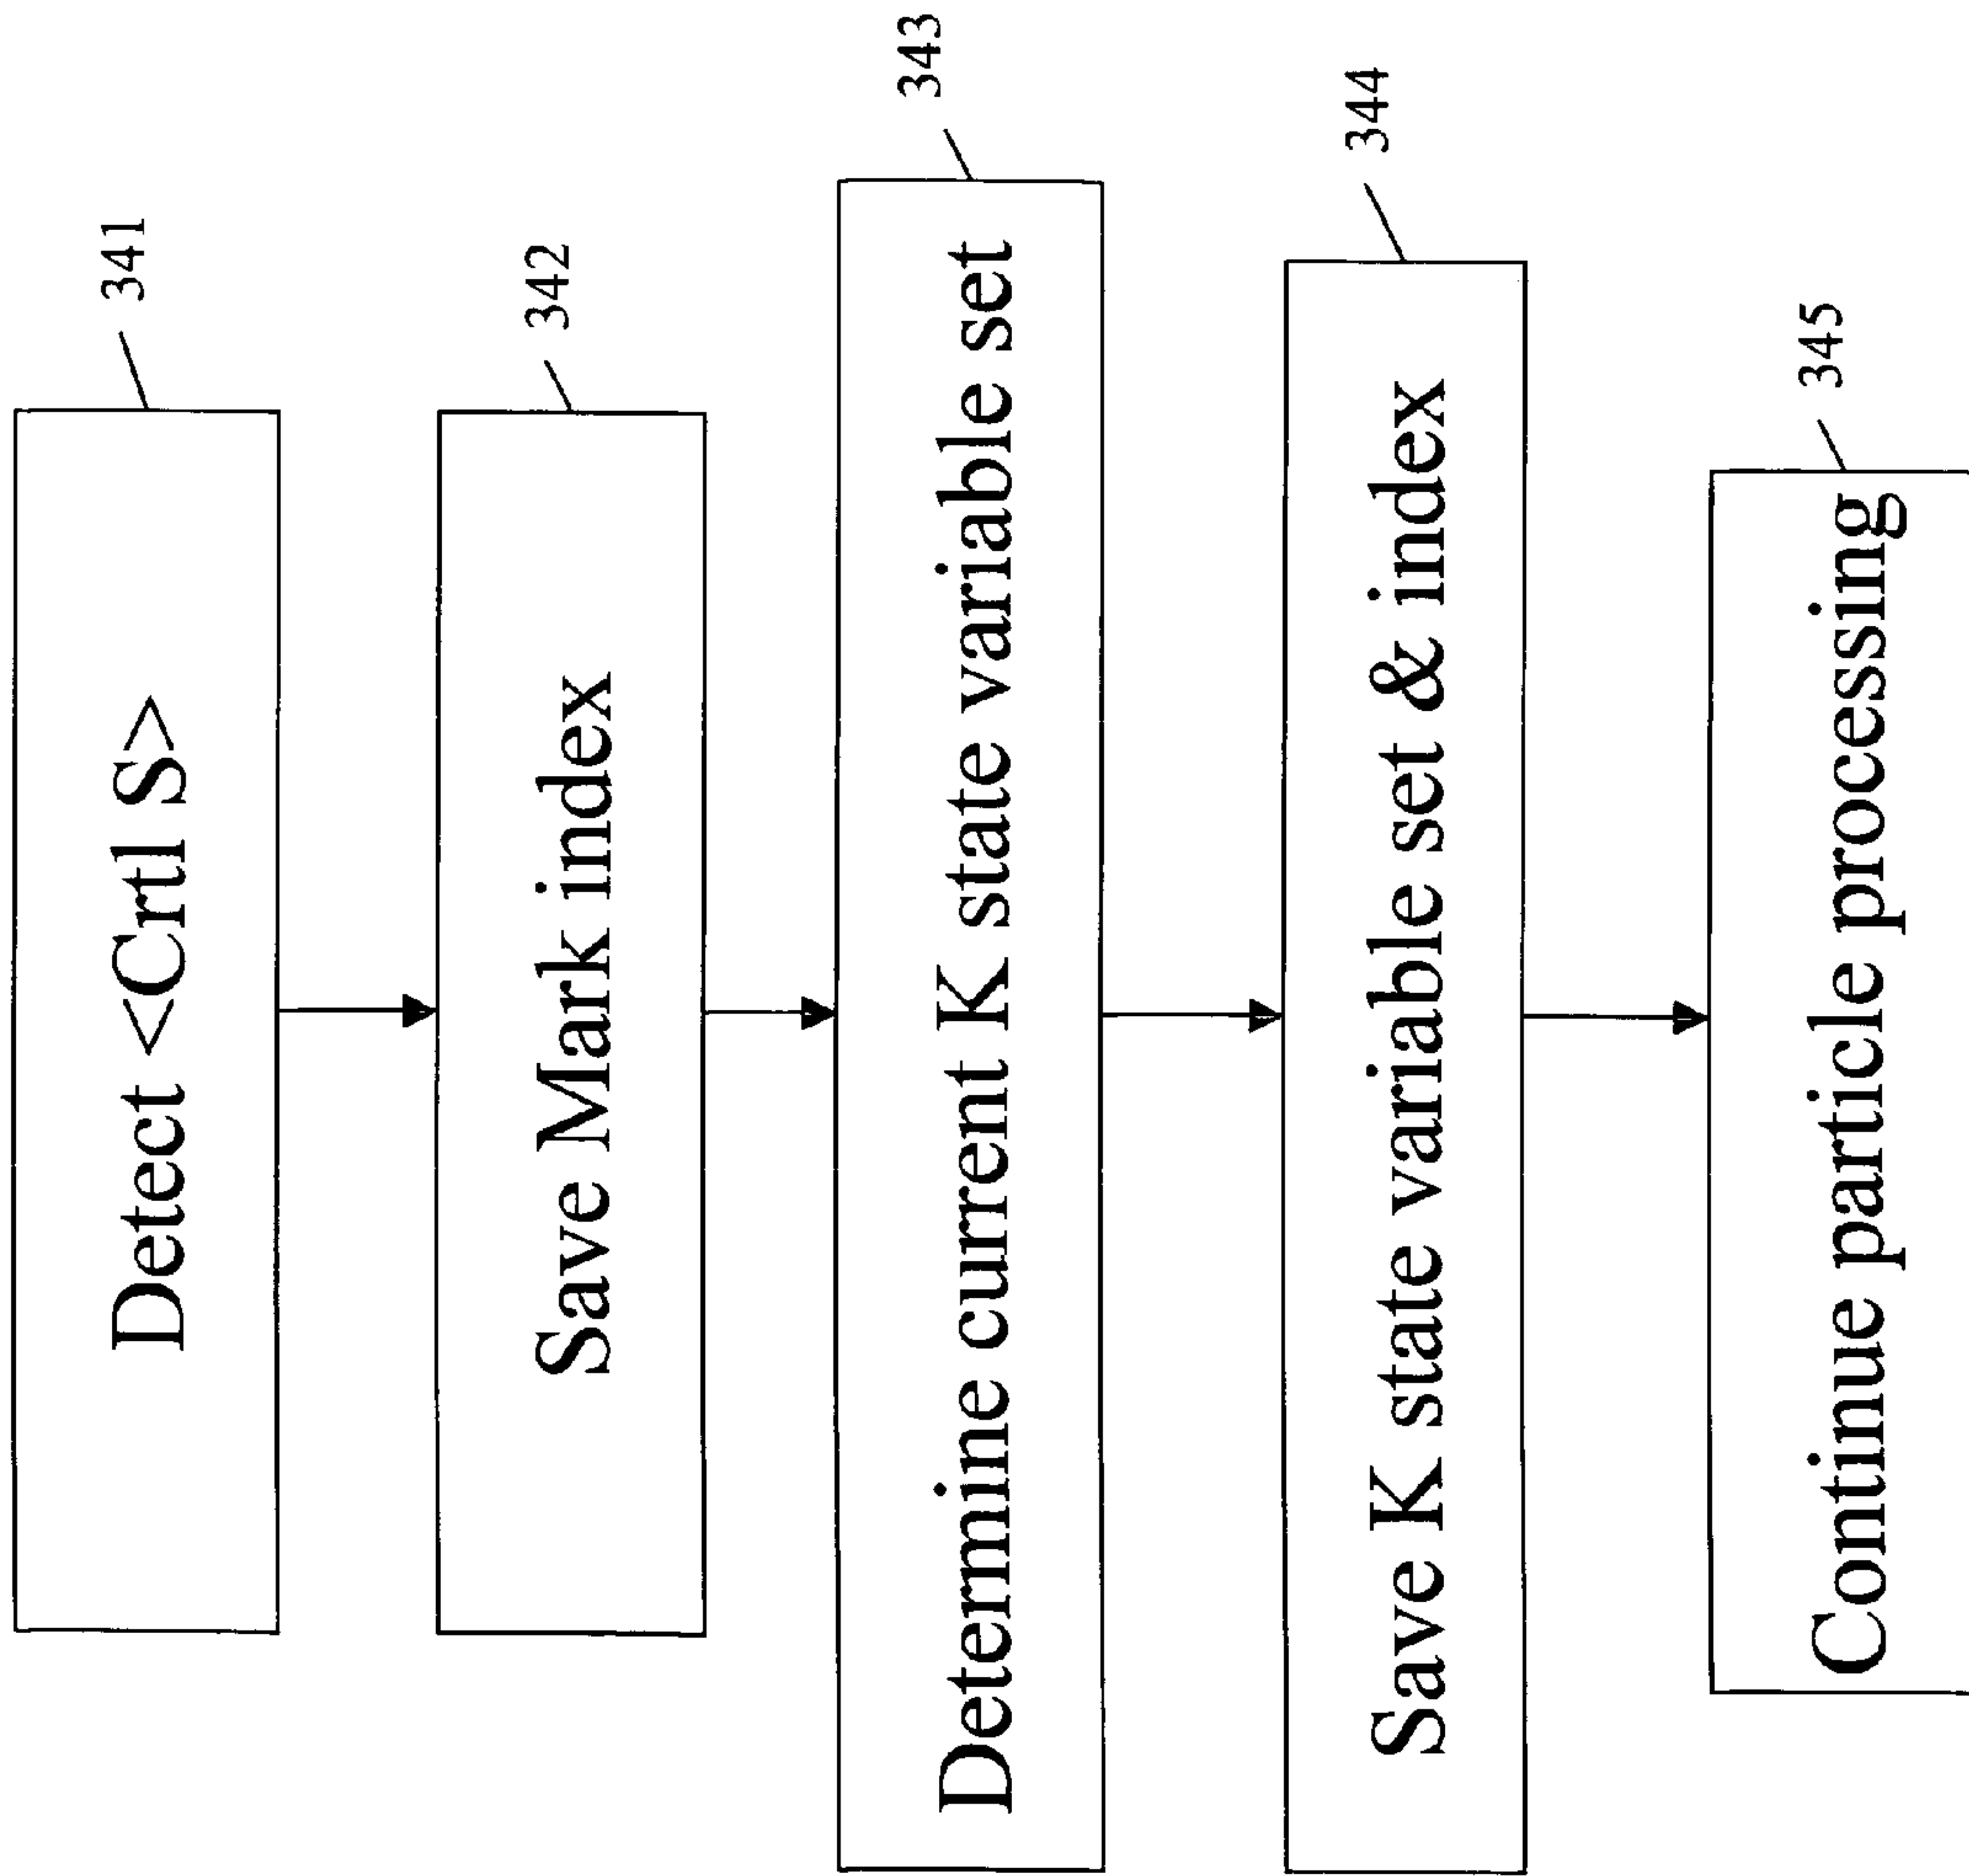 Detect <Crtl S>
341
Save Mark index
342
Determine current K state variable set
343
Save K state variable set & index
344
Continue particle processing
345